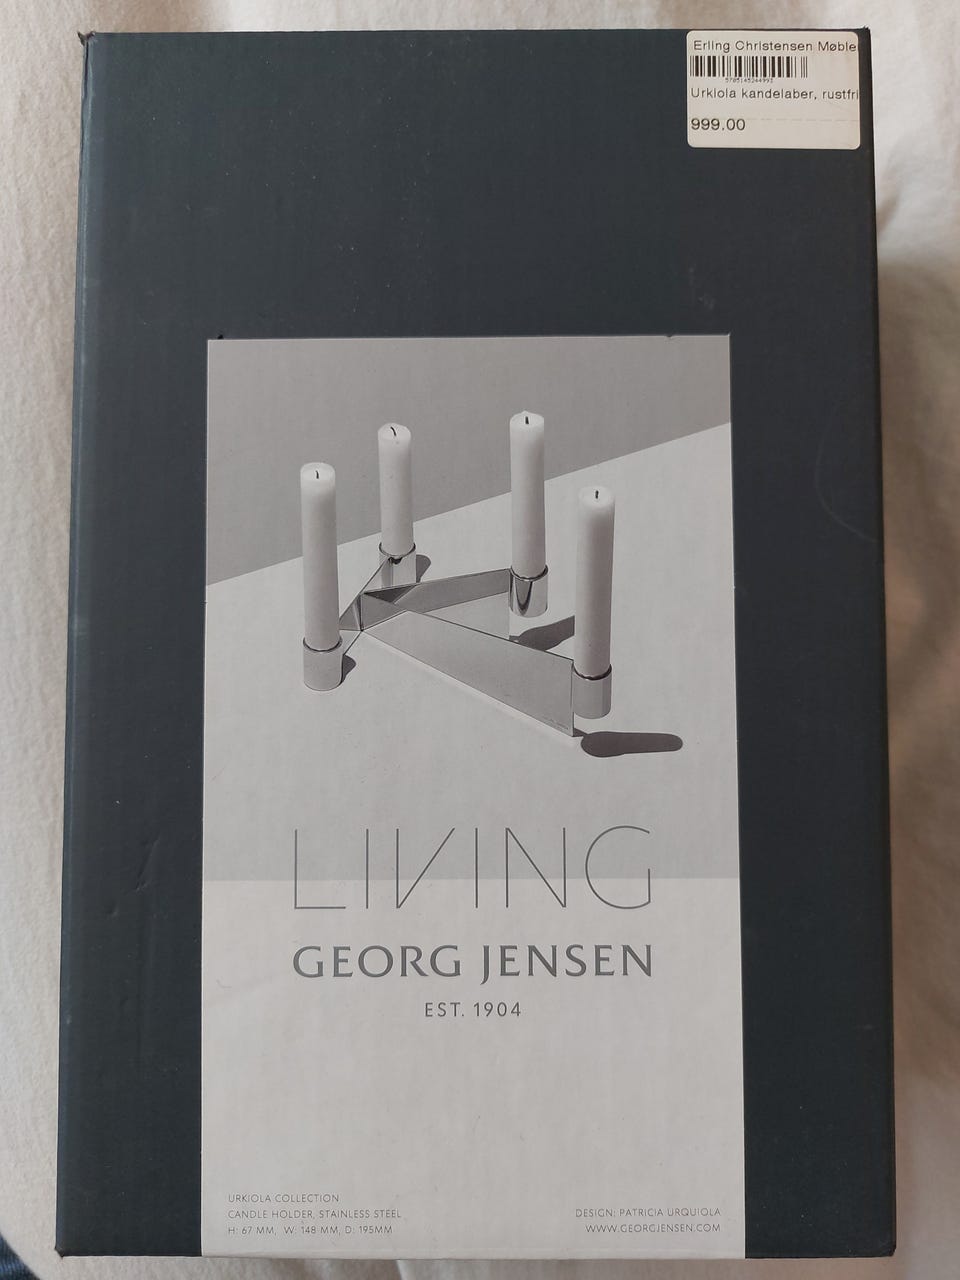 Erling Christensen Møble
5705145244993
Urkiola kandelaber, rustfri
999.00
LIVING
GEORG JENSEN
EST. 1904
URKIOLA COLLECTION
CANDLE HOLDER, STAINLESS STEEL
H: 67 MM, W: 148 MM, D: 195MM
DESIGN: PATRICIA URQUIOLA
WWW.GEORGJENSEN.COM